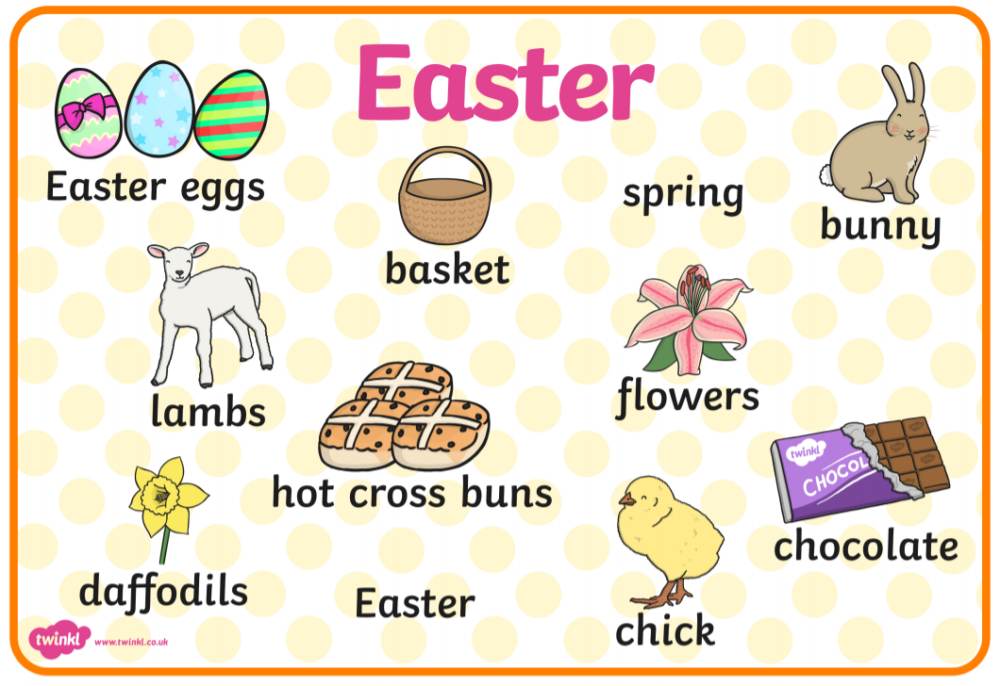 Easter
Easter eggs
basket
spring
bunny
lambs
flowers
hot cross buns
twinkl
CHOCOL
chocolate
daffodils
Easter
chick
twinkl www.twinkl.co.uk